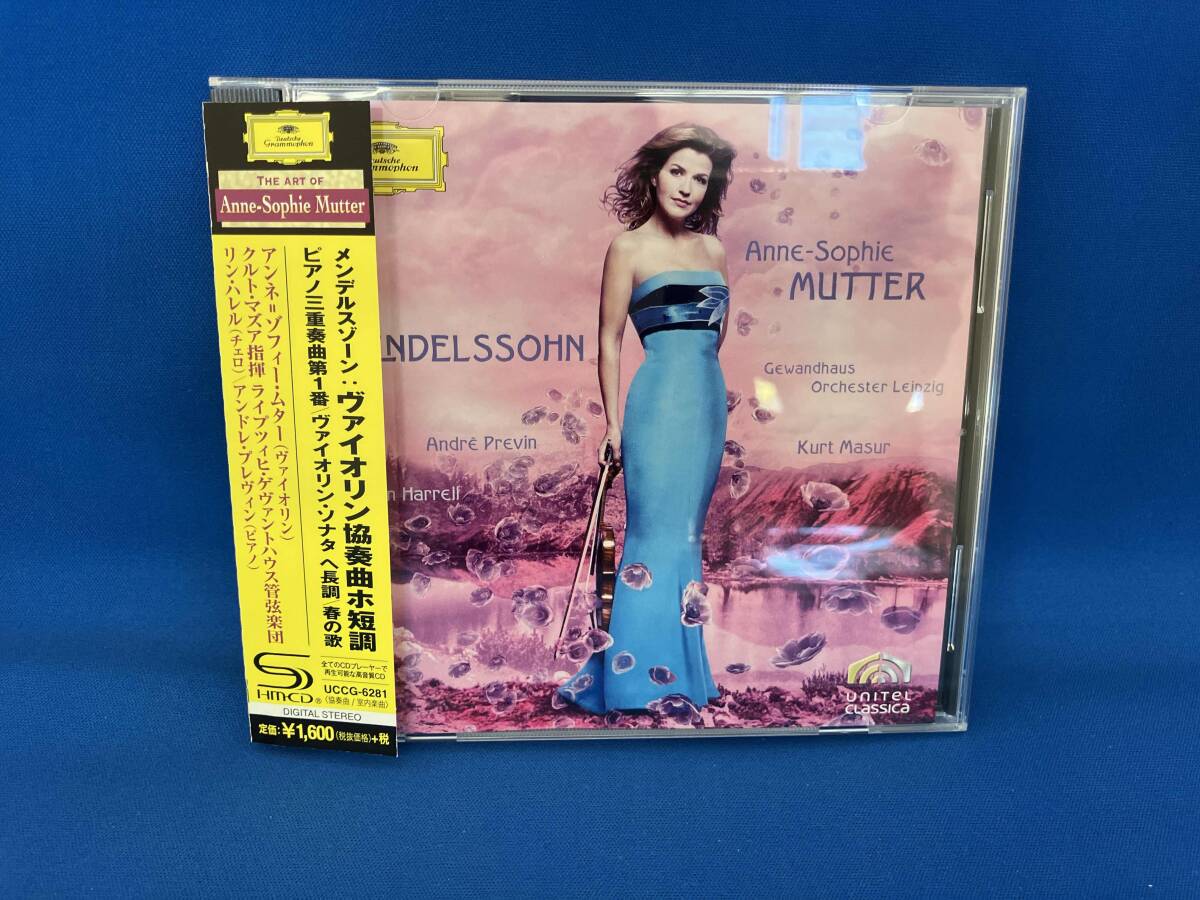 Deutsche
Grammophon
THE ART OF
Anne-Sophie Mutter
メンデルスゾーン:ヴァイオリン協奏曲ホ短調
ピアノ三重奏曲第1番/ヴァイオリン・ソナタ ヘ長調/春の歌
アンネ=ゾフィー・ムター(ヴァイオリン)
クルト・マズア指揮 ライプツィヒ・ゲヴァントハウス管弦楽団
リン・ハレル(チェロ)/アンドレ・プレヴィン(ピアノ)
SHM-CD®
全てのCDプレーヤーで
再生可能な高音質CD
UCCG-6281
〈協奏曲/室内楽曲〉
DIGITAL STEREO
定価:¥1,600(税抜価格)+税
Deutsche
Grammophon
Anne-Sophie
MUTTER
NDELSSOHN
Gewandhaus
Orchester Leipzig
André Previn
Kurt Masur
n Harrell
UNITEL
CLASSICA